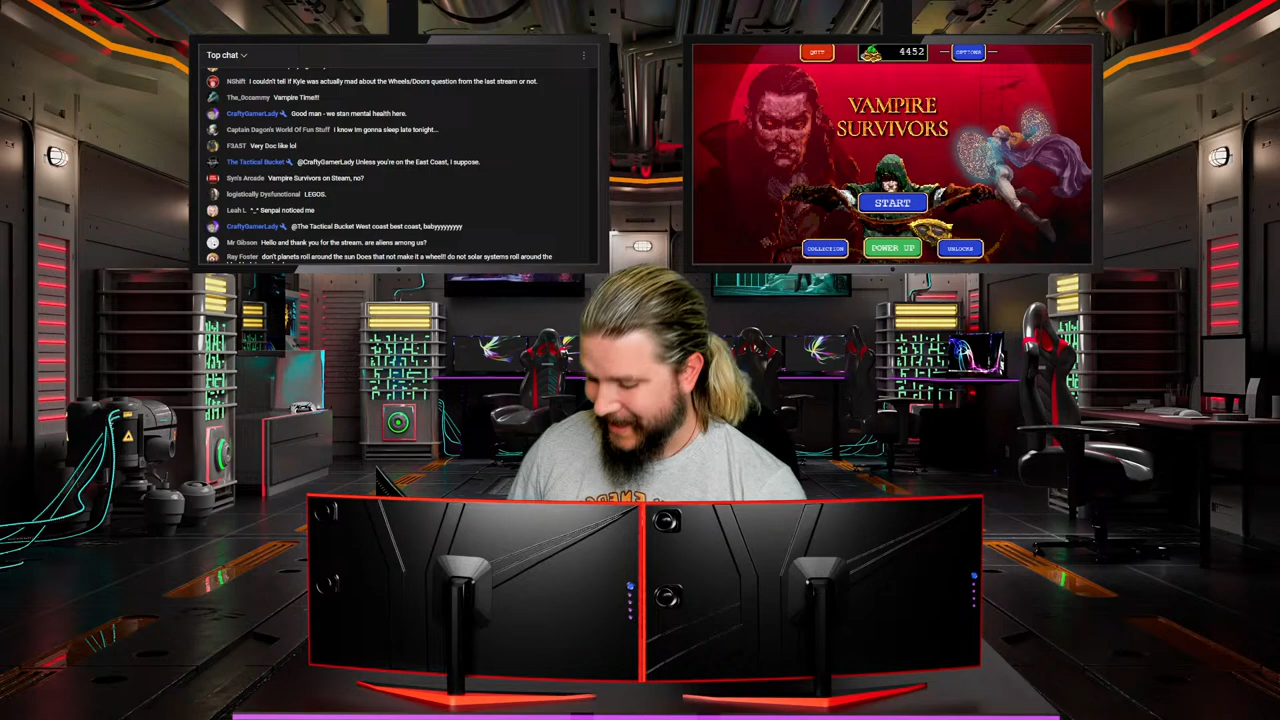 Top chat
NShift I couldn't tell if Kyle was actually mad about the Wheels/Doors question from the last stream or not.
The_0ccammy Vampire Time!!!
CraftyGamerLady Good man - we stan mental health here.
Captain Dagon's World Of Fun Stuff I know Im gonna sleep late tonight...
F3A5T Very Doc like lol
The Tactical Bucket @CraftyGamerLady Unless you're on the East Coast, I suppose.
Syn's Arcade Vampire Survivors on Steam, no?
logistically Dysfunctional LEGOS.
Leah L *_* Senpai noticed me
CraftyGamerLady @The Tactical Bucket West coast best coast, babyyyyyyyyy
Mr Gibson Hello and thank you for the stream. are aliens among us?
Ray Foster don't planets roll around the sun Does that not make it a wheel!! do not solar systems roll around the
QUIT
4452
OPTIONS
VAMPIRE
SURVIVORS
START
COLLECTION
POWER UP
UNLOCKS